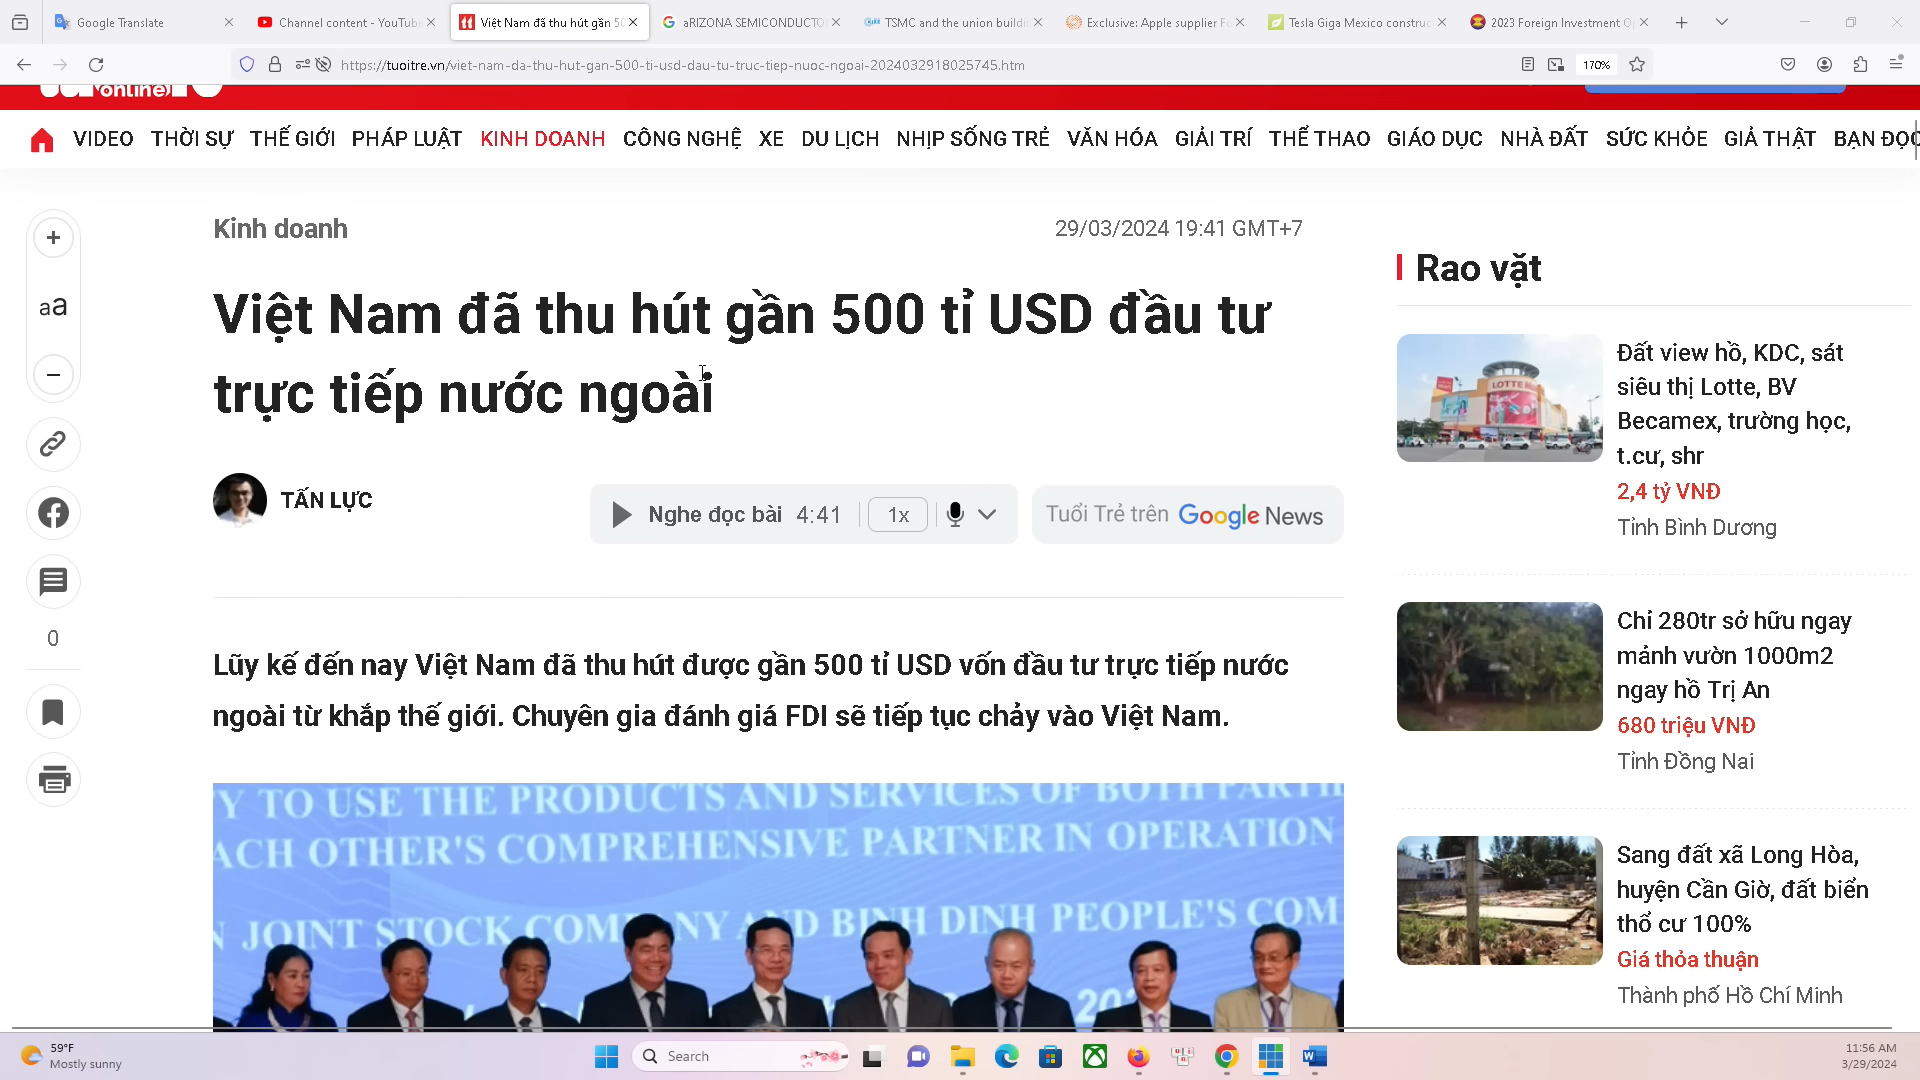 Google Translate
Channel content - YouTube
Việt Nam đã thu hút gần 50
aRIZONA SEMICONDUCTO
TSMC and the union buildi
Exclusive: Apple supplier F
Tesla Giga Mexico construc
2023 Foreign Investment O
https://tuoitre.vn/viet-nam-da-thu-hut-gan-500-ti-usd-dau-tu-truc-tiep-nuoc-ngoai-2024032918025745.htm
170%
online
VIDEO THỜI SỰ THẾ GIỚI PHÁP LUẬT KINH DOANH CÔNG NGHỆ XE DU LỊCH NHỊP SỐNG TRẺ VĂN HÓA GIẢI TRÍ THỂ THAO GIÁO DỤC NHÀ ĐẤT SỨC KHỎE GIẢ THẬT BẠN ĐỌC
Kinh doanh
29/03/2024 19:41 GMT+7
Việt Nam đã thu hút gần 500 tỉ USD đầu tư
trực tiếp nước ngoài
aa
TẤN LỰC
Nghe đọc bài 4:41 1x
Tuổi Trẻ trên Google News
0
Lũy kế đến nay Việt Nam đã thu hút được gần 500 tỉ USD vốn đầu tư trực tiếp nước
ngoài từ khắp thế giới. Chuyên gia đánh giá FDI sẽ tiếp tục chảy vào Việt Nam.
Y TO USE THE PRODUCTS AND SERVICES OF BOTH PARTI
ACH OTHER'S COMPREHENSIVE PARTNER IN OPERATION
N JOINT STOCK COMPANY AND BINH DINH PEOPLE'S COM
Rao vặt
LOTTE
Đất view hồ, KDC, sát
siêu thị Lotte, BV
Becamex, trường học,
t.cư, shr
2,4 tỷ VNĐ
Tỉnh Bình Dương
Chỉ 280tr sở hữu ngay
mảnh vườn 1000m2
ngay hồ Trị An
680 triệu VNĐ
Tỉnh Đồng Nai
Sang đất xã Long Hòa,
huyện Cần Giờ, đất biển
thổ cư 100%
Giá thỏa thuận
Thành phố Hồ Chí Minh
59°F
Mostly sunny
Search
11:56 AM
3/29/2024